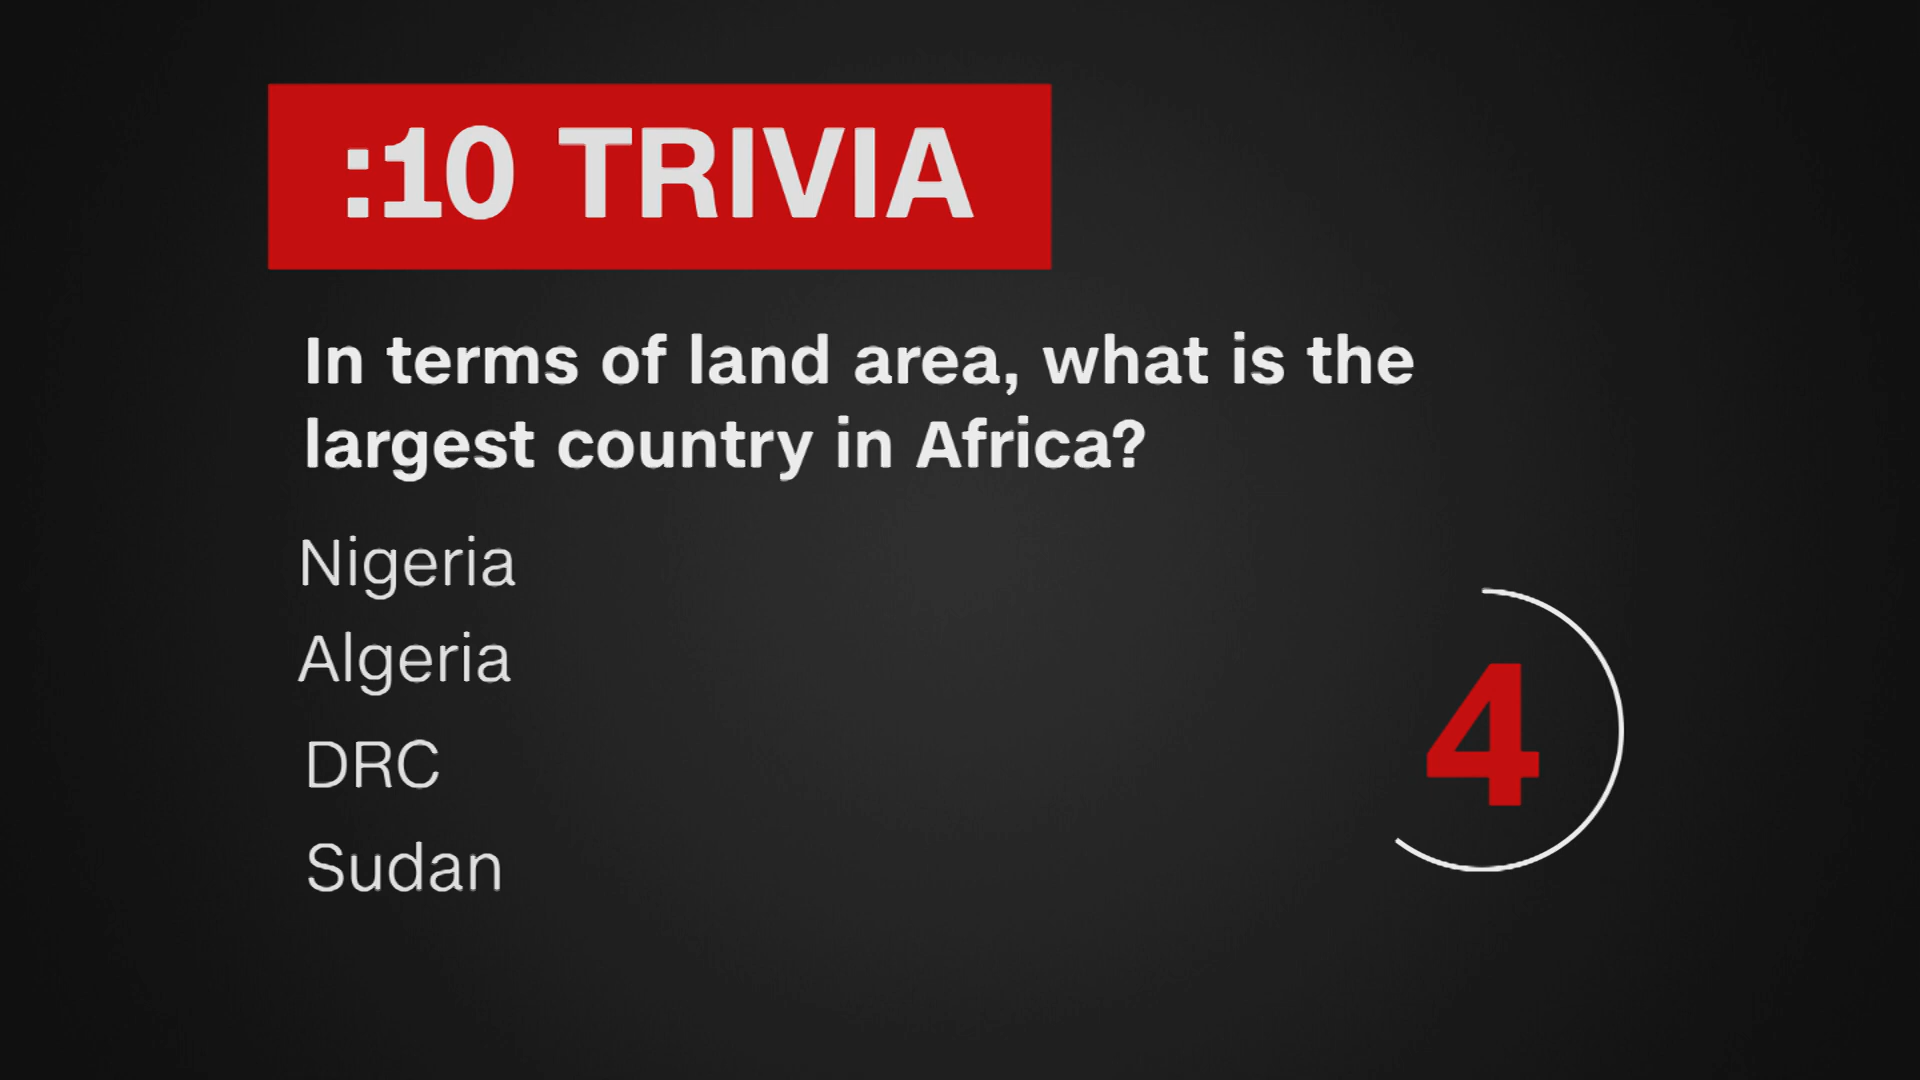 :10 TRIVIA
In terms of land area, what is the
largest country in Africa?
Nigeria
Algeria
DRC
Sudan
4